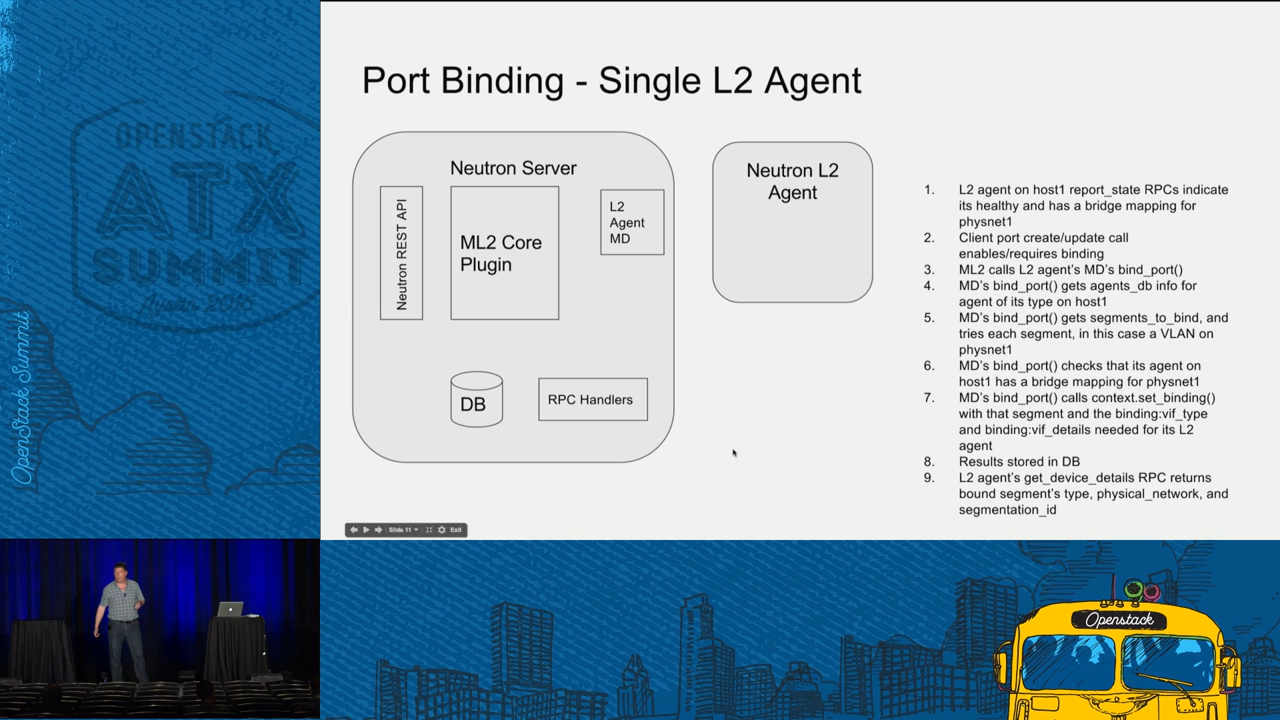 OPENSTACK
ATX
SUMMIT
Austin 2016
OpenStack Summit
Port Binding - Single L2 Agent
Neutron Server
Neutron REST API
ML2 Core
Plugin
L2
Agent
MD
DB
RPC Handlers
Neutron L2
Agent
1. L2 agent on host1 report_state RPCs indicate
its healthy and has a bridge mapping for
physnet1
2. Client port create/update call
enables/requires binding
3. ML2 calls L2 agent's MD's bind_port()
4. MD's bind_port() gets agents_db info for
agent of its type on host1
5. MD's bind_port() gets segments_to_bind, and
tries each segment, in this case a VLAN on
physnet1
6. MD's bind_port() checks that its agent on
host1 has a bridge mapping for physnet1
7. MD's bind_port() calls context.set_binding()
with that segment and the binding:vif_type
and binding:vif_details needed for its L2
agent
8. Results stored in DB
9. L2 agent's get_device_details RPC returns
bound segment's type, physical_network, and
segmentation_id
Slide 11
Exit
Openstack